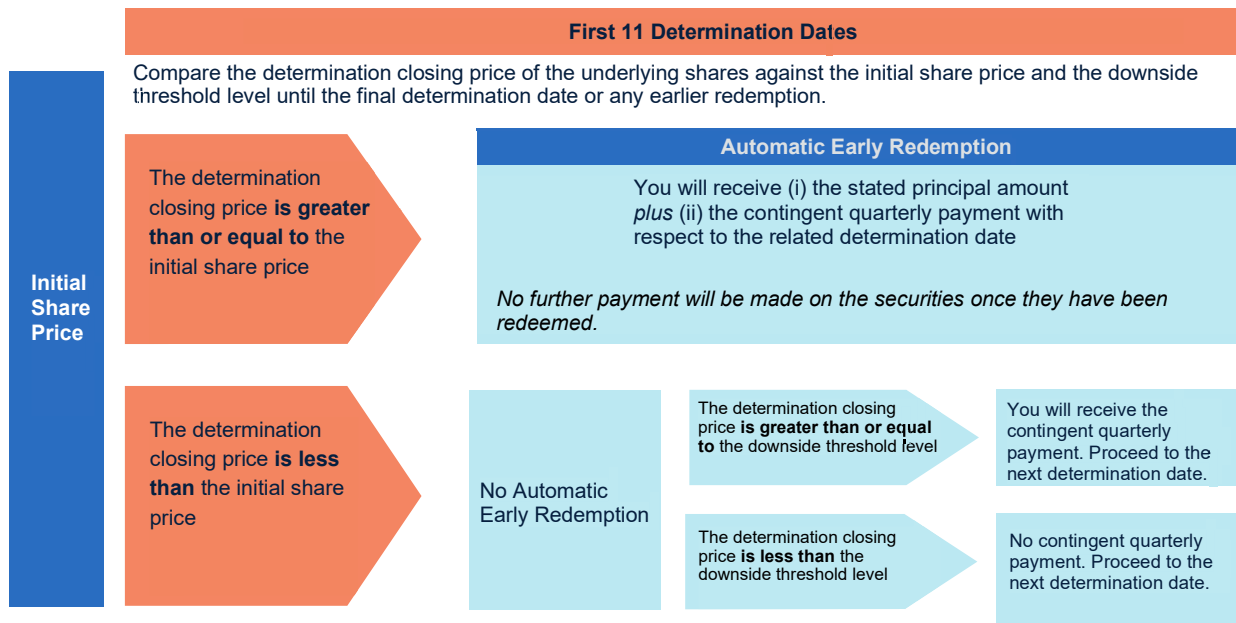 First 11 Determination Dates
Compare the determination closing price of the underlying shares against the initial share price and the downside
threshold level until the final determination date or any earlier redemption.
Initial
Share
Price
The determination
closing price is greater
than or equal to the
initial share price
Automatic Early Redemption
You will receive (i) the stated principal amount
plus (ii) the contingent quarterly payment with
respect to the related determination date
No further payment will be made on the securities once they have been
redeemed.
The determination
closing price is less
than the initial share
price
No Automatic
Early Redemption
The determination closing
price is greater than or equal
to the downside threshold level
You will receive the
contingent quarterly
payment. Proceed to the
next determination date.
The determination closing
price is less than the
downside threshold level
No contingent quarterly
payment. Proceed to the
next determination date.